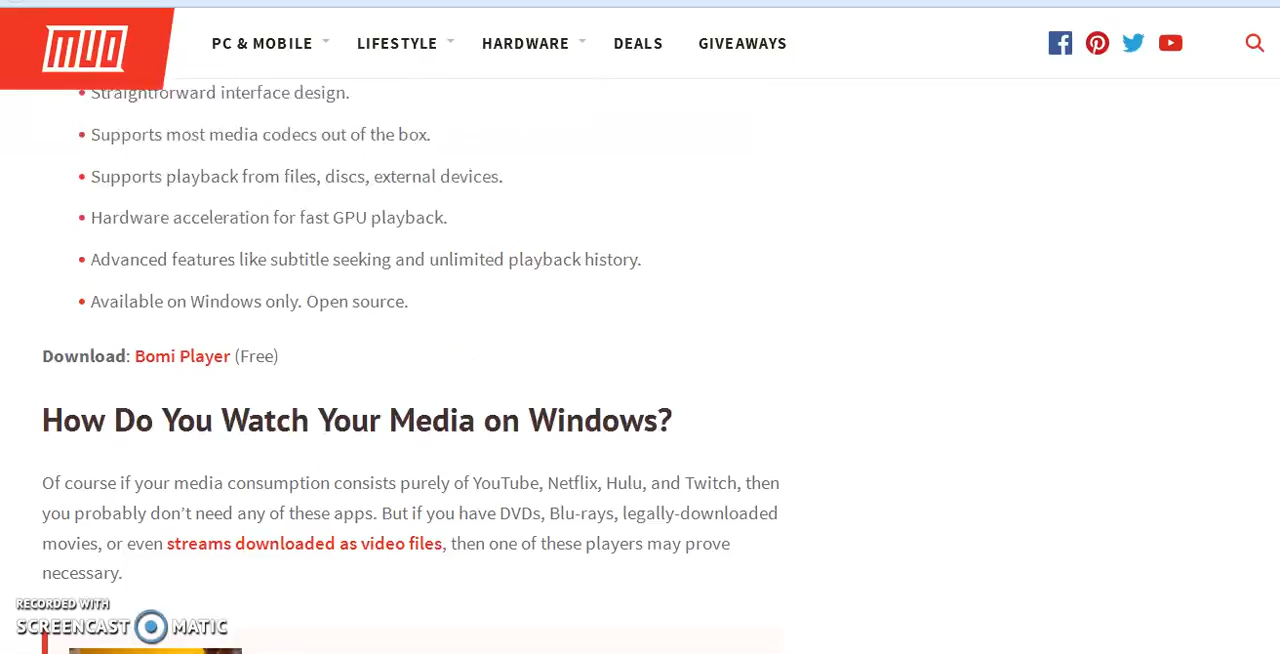 MUO
PC & MOBILE LIFESTYLE HARDWARE DEALS GIVEAWAYS
Straightforward interface design.
Supports most media codecs out of the box.
Supports playback from files, discs, external devices.
Hardware acceleration for fast GPU playback.
Advanced features like subtitle seeking and unlimited playback history.
Available on Windows only. Open source.
Download: Bomi Player (Free)
How Do You Watch Your Media on Windows?
Of course if your media consumption consists purely of YouTube, Netflix, Hulu, and Twitch, then
you probably don’t need any of these apps. But if you have DVDs, Blu-rays, legally-downloaded
movies, or even streams downloaded as video files, then one of these players may prove
necessary.
RECORDED WITH
SCREENCAST MATIC